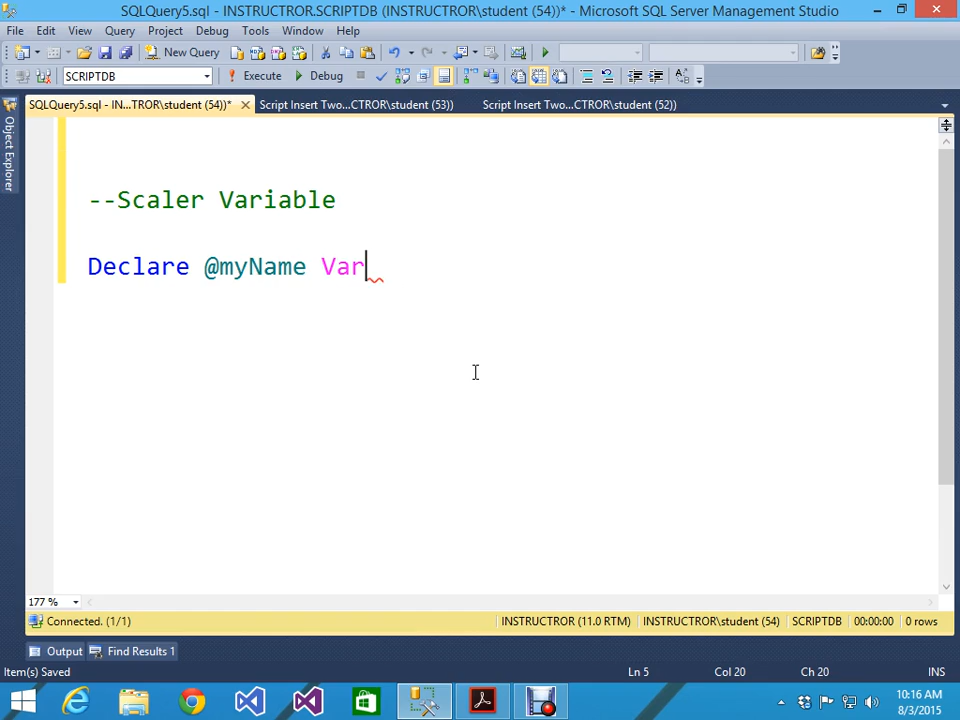 SQLQuery5.sql - INSTRUCTROR.SCRIPTDB (INSTRUCTROR\student (54))* - Microsoft SQL Server Management Studio
File Edit View Query Project Debug Tools Window Help
New Query
SCRIPTDB Execute Debug
SQLQuery5.sql - IN...TROR\student (54))* Script Insert Two...CTROR\student (53)) Script Insert Two...CTROR\student (52))
Object Explorer
--Scaler Variable
Declare @myName Var
177 %
Connected. (1/1) INSTRUCTROR (11.0 RTM) INSTRUCTROR\student (54) SCRIPTDB 00:00:00 0 rows
Output Find Results 1
Item(s) Saved Ln 5 Col 20 Ch 20 INS
10:16 AM
8/3/2015